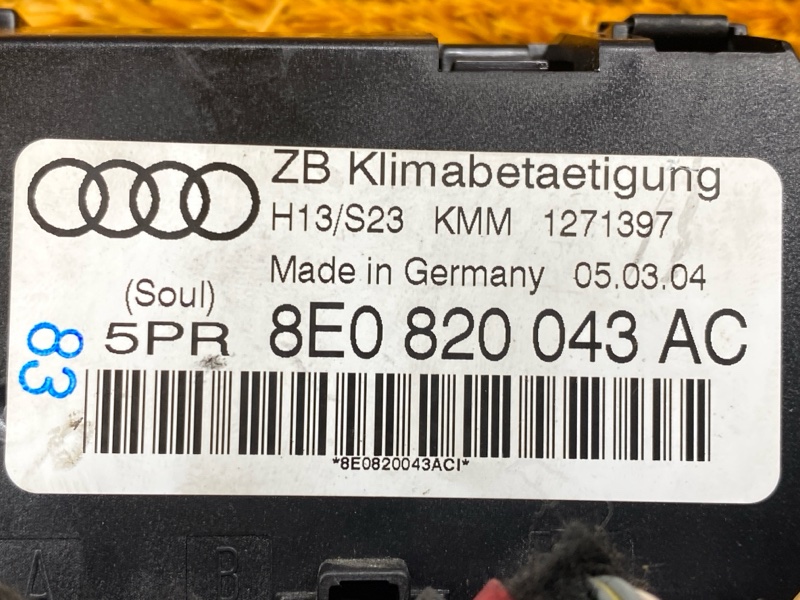 ZB Klimabetaetigung
H13/S23 KMM 1271397
Made in Germany 05.03.04
(Soul)
5PR 8E0 820 043 AC
83
*8E0820043ACI*
A B